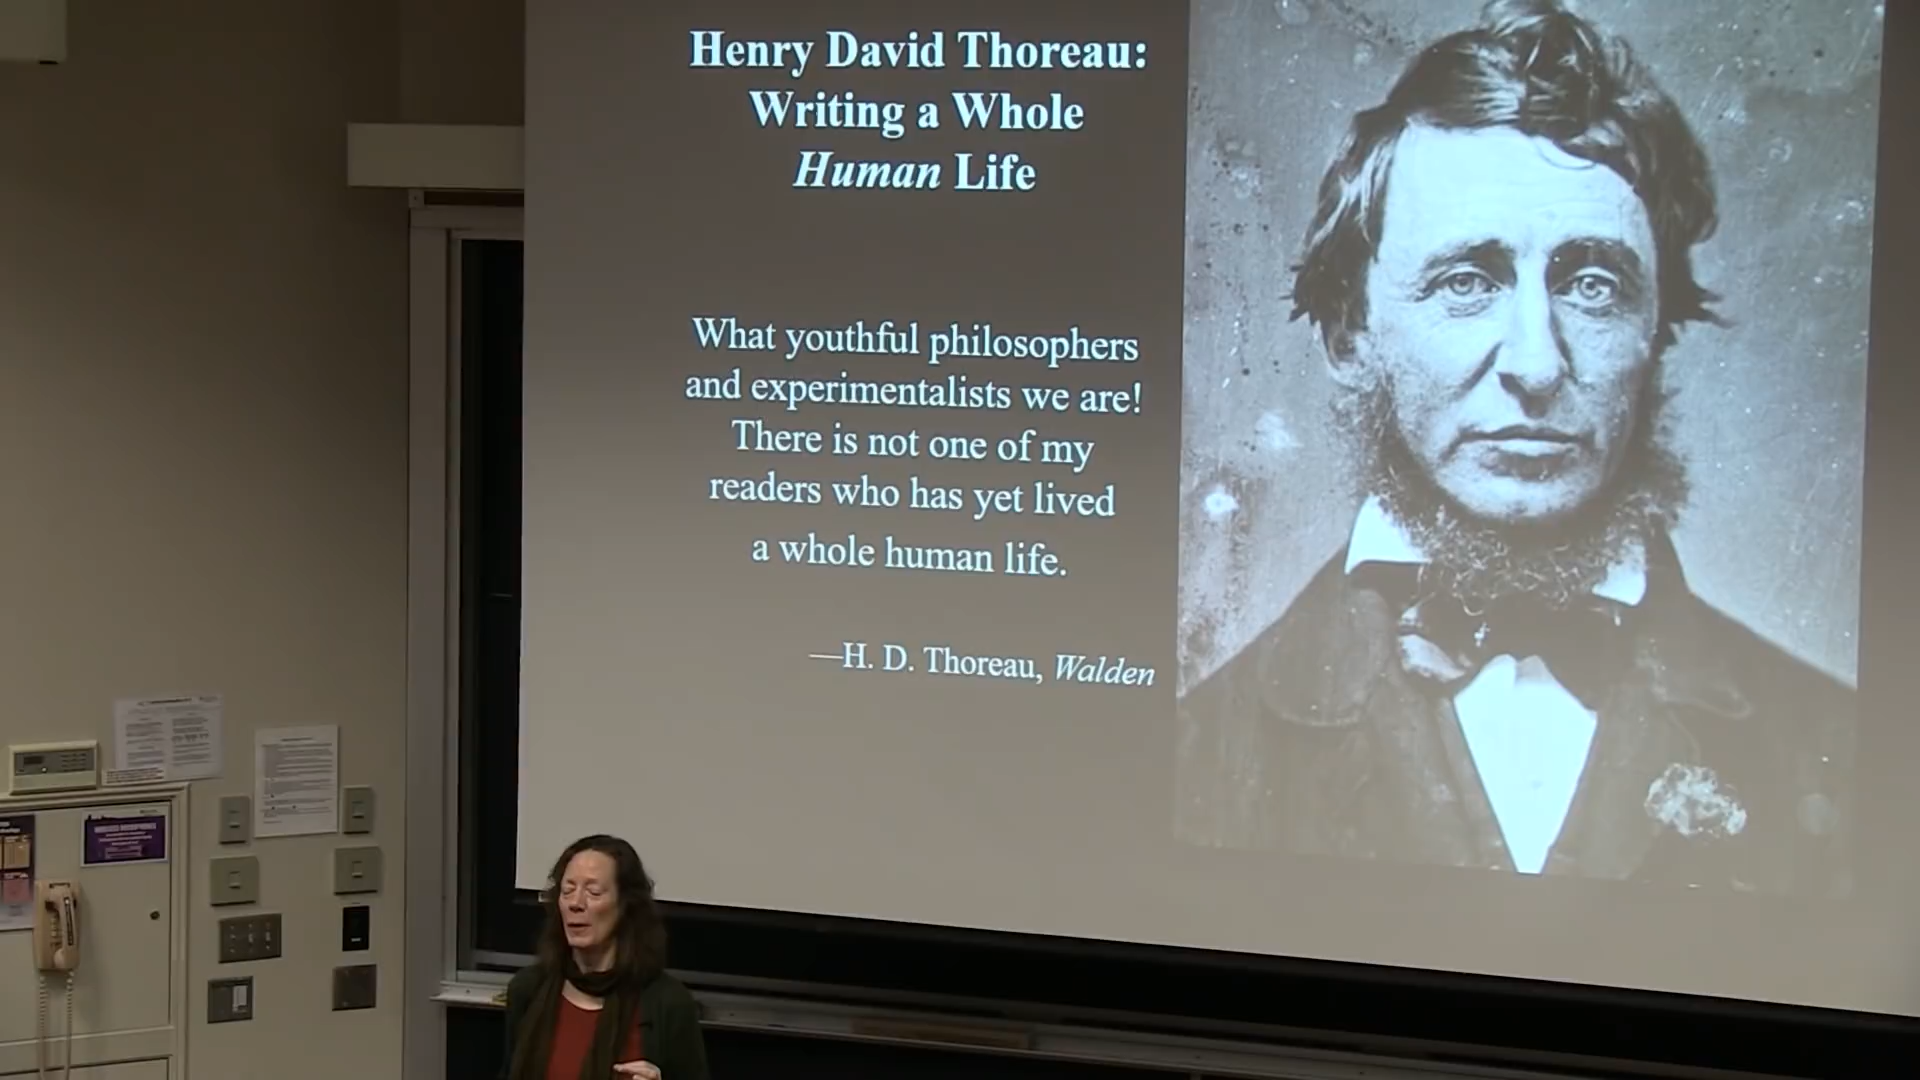 Henry David Thoreau:
Writing a Whole
Human Life
What youthful philosophers
and experimentalists we are!
There is not one of my
readers who has yet lived
a whole human life.
—H. D. Thoreau, Walden